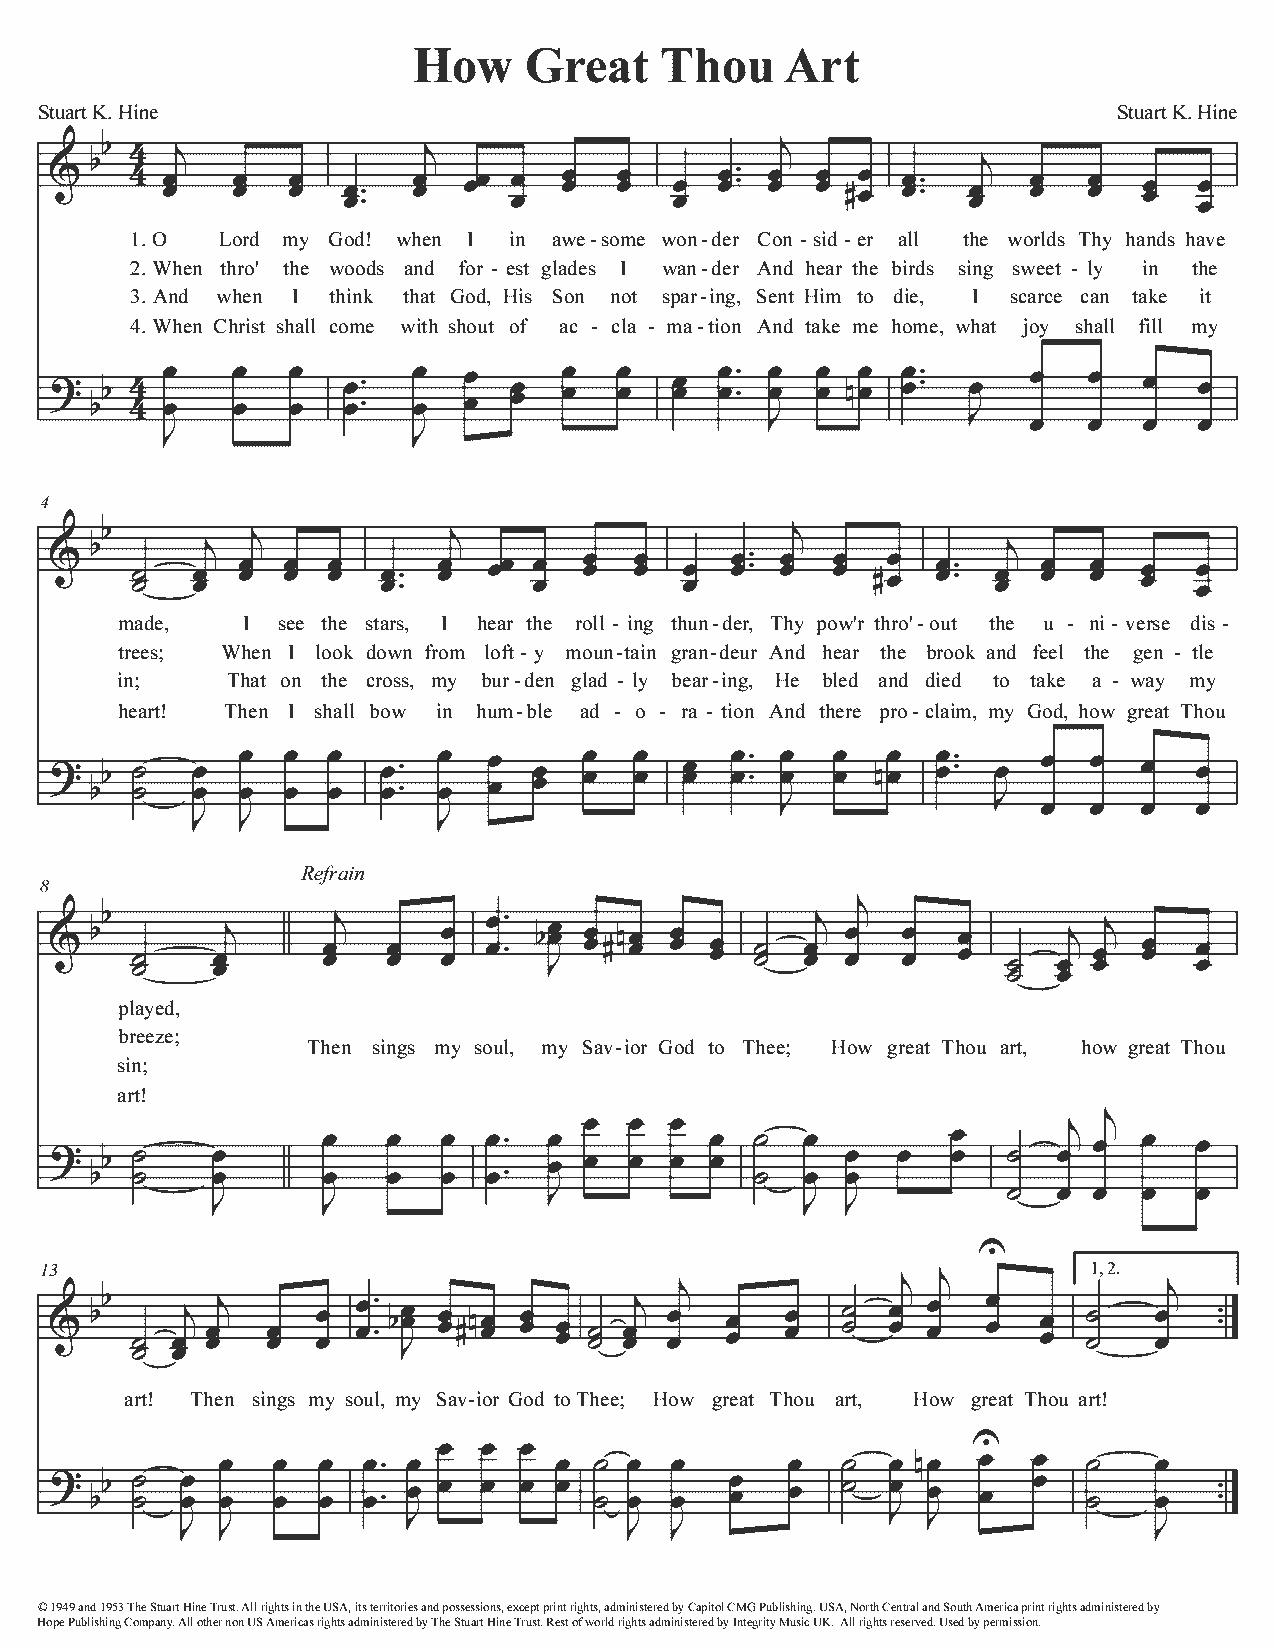 How Great Thou Art
Stuart K. Hine Stuart K. Hine
1. O Lord my God! when I in awe - some won - der Con - sid - er all the worlds Thy hands have
2. When thro' the woods and for - est glades I wan - der And hear the birds sing sweet - ly in the
3. And when I think that God, His Son not spar - ing, Sent Him to die, I scarce can take it
4. When Christ shall come with shout of ac - cla - ma - tion And take me home, what joy shall fill my
4
made, I see the stars, I hear the roll - ing thun - der, Thy pow'r thro' - out the u - ni - verse dis -
trees; When I look down from loft - y moun - tain gran - deur And hear the brook and feel the gen - tle
in; That on the cross, my bur - den glad - ly bear - ing, He bled and died to take a - way my
heart! Then I shall bow in hum - ble ad - o - ra - tion And there pro - claim, my God, how great Thou
Refrain
8
played,
breeze;
Then sings my soul, my Sav - ior God to Thee; How great Thou art, how great Thou
sin;
art!
13 1, 2.
art! Then sings my soul, my Sav - ior God to Thee; How great Thou art, How great Thou art!
© 1949 and 1953 The Stuart Hine Trust. All rights in the USA, its territories and possessions, except print rights, administered by Capitol CMG Publishing. USA, North Central and South America print rights administered by
Hope Publishing Company. All other non US Americas rights administered by The Stuart Hine Trust. Rest of world rights administered by Integrity Music UK. All rights reserved. Used by permission.